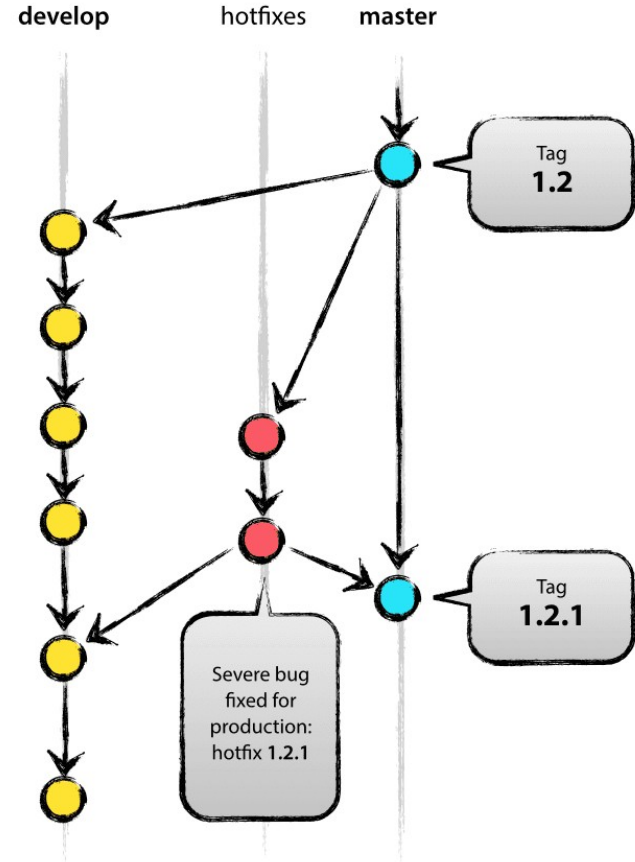 develop
hotfixes
master
Tag
1.2
Tag
1.2.1
Severe bug
fixed for
production:
hotfix 1.2.1